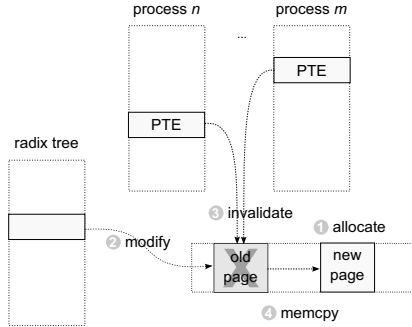 process n
...
process m
PTE
PTE
radix tree
3 invalidate
1 allocate
2 modify
old
page
X
new
page
4 memcpy